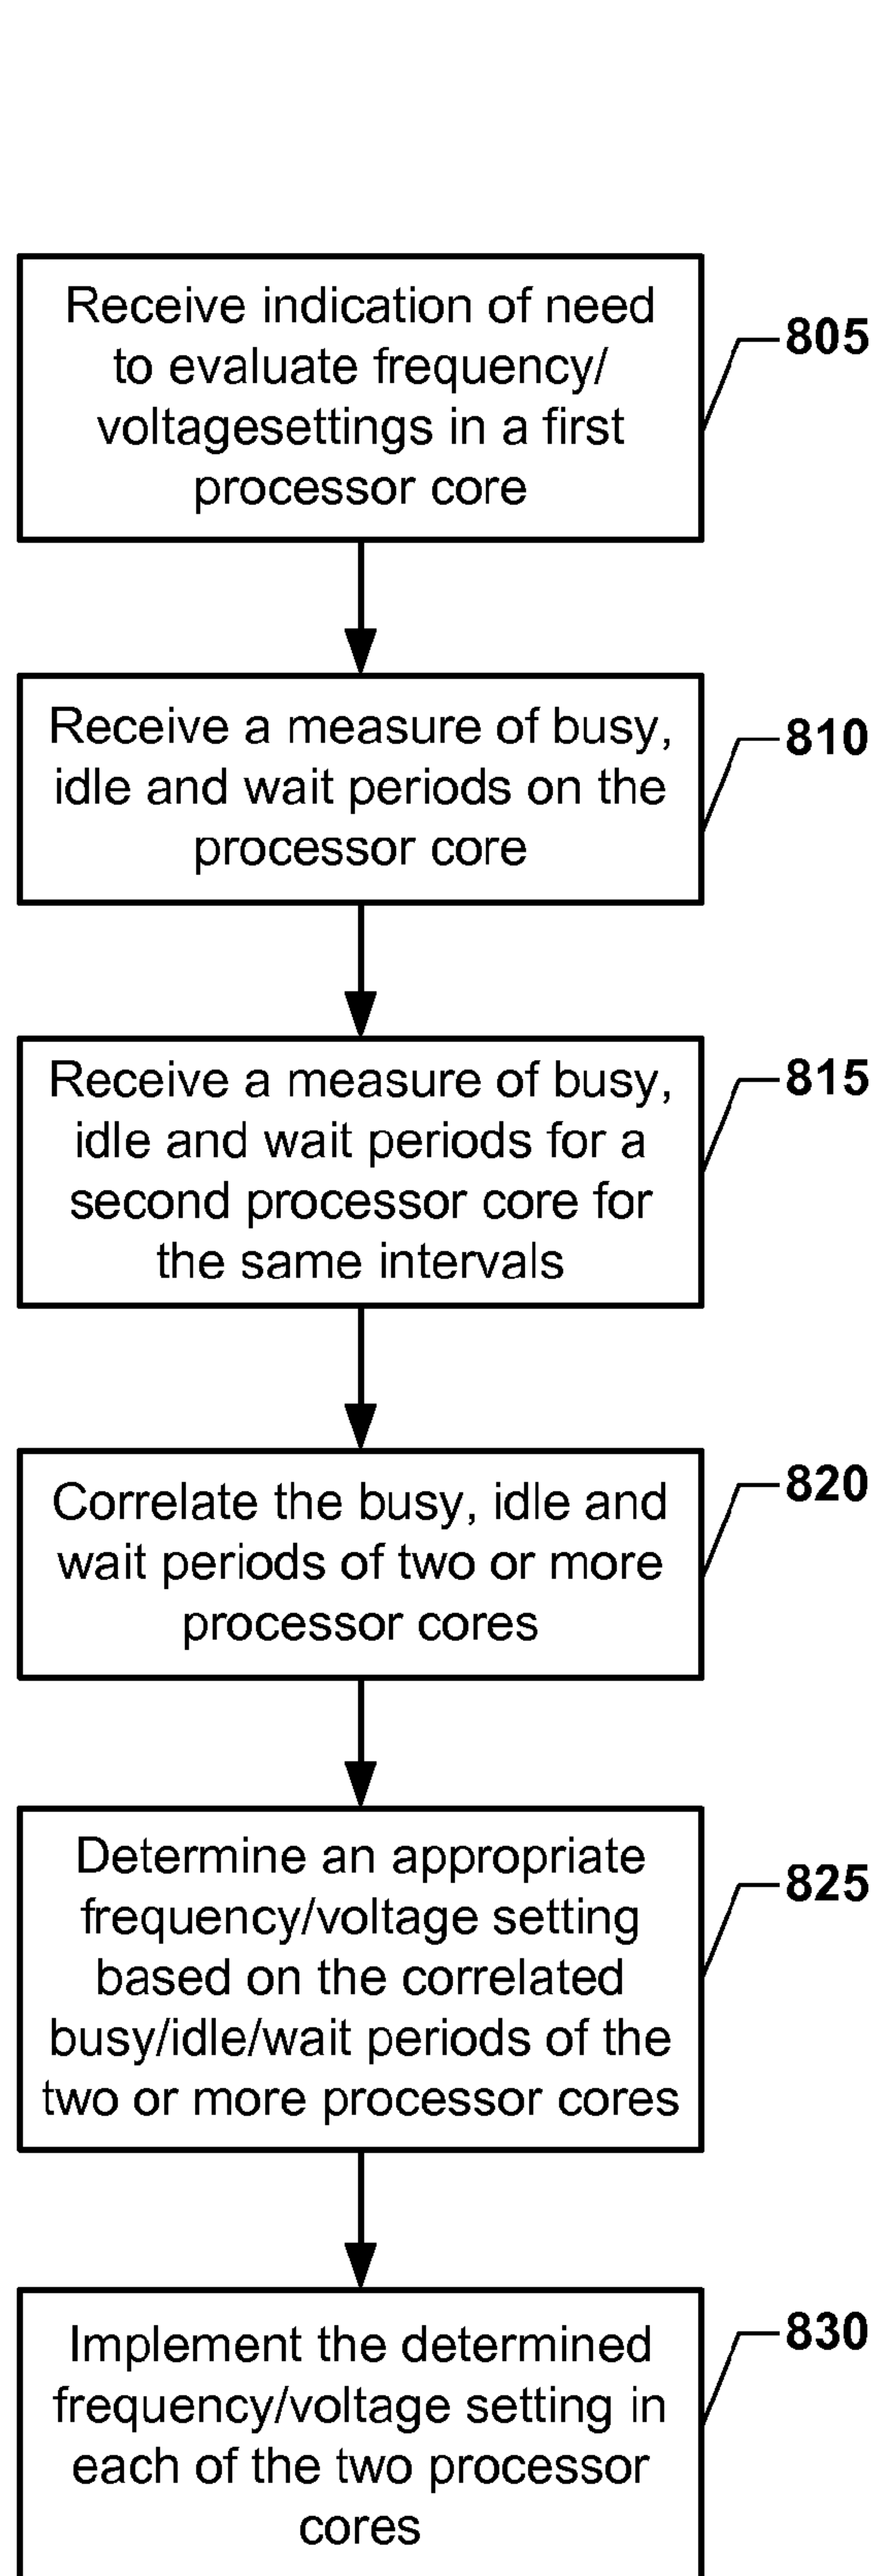 Receive indication of need
to evaluate frequency/
voltagesettings in a first
processor core
805
Receive a measure of busy,
idle and wait periods on the
processor core
810
Receive a measure of busy,
idle and wait periods for a
second processor core for
the same intervals
815
Correlate the busy, idle and
wait periods of two or more
processor cores
820
Determine an appropriate
frequency/voltage setting
based on the correlated
busy/idle/wait periods of the
two or more processor cores
825
Implement the determined
frequency/voltage setting in
each of the two processor
cores
830